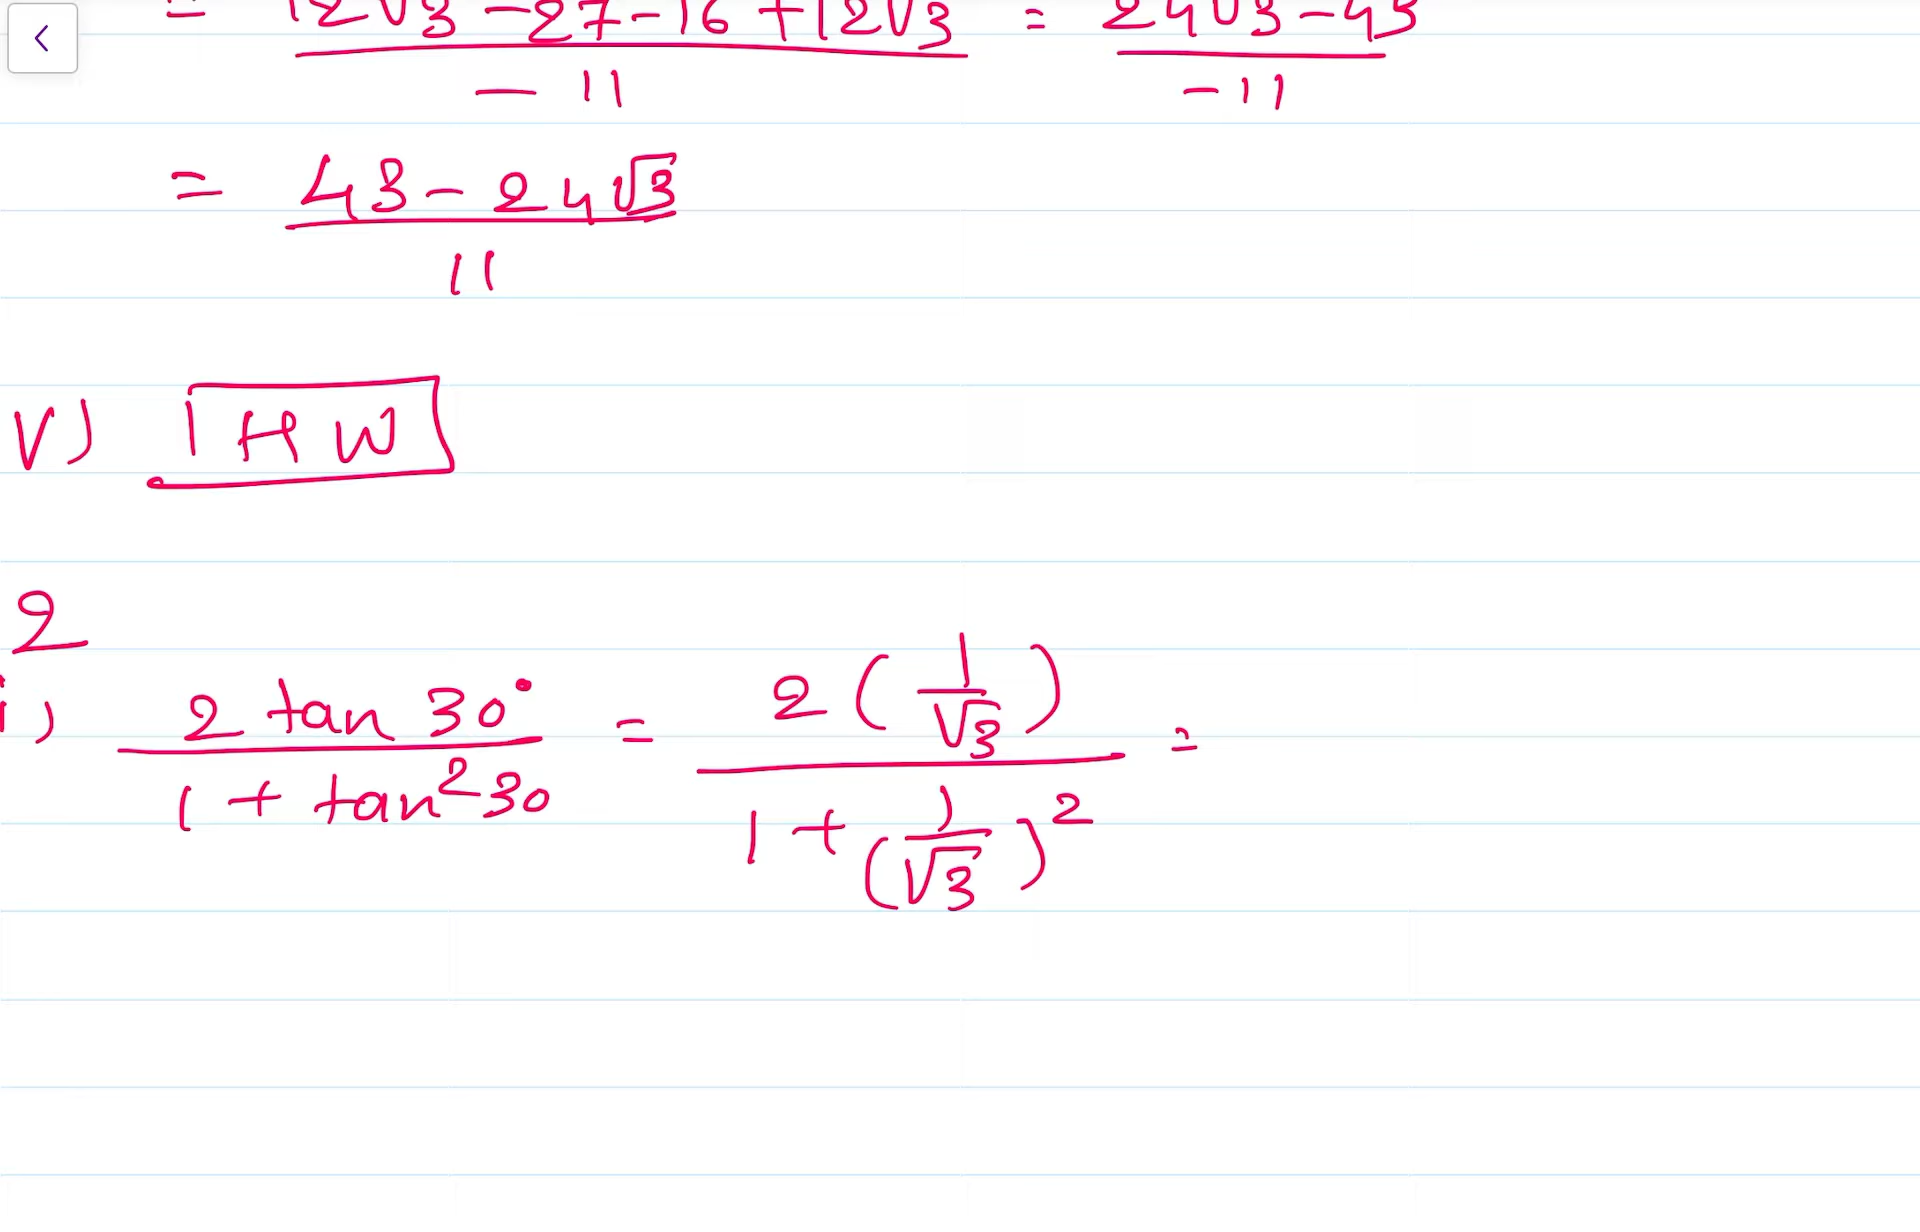 = 12√3 - 27 - 16 + 12√3 / -11 = 24√3 - 43 / -11
= 43 - 24√3 / 11
V) HW
2
i) 2 tan 30° / 1 + tan² 30 = 2 (1/√3) / 1 + (1/√3)² =